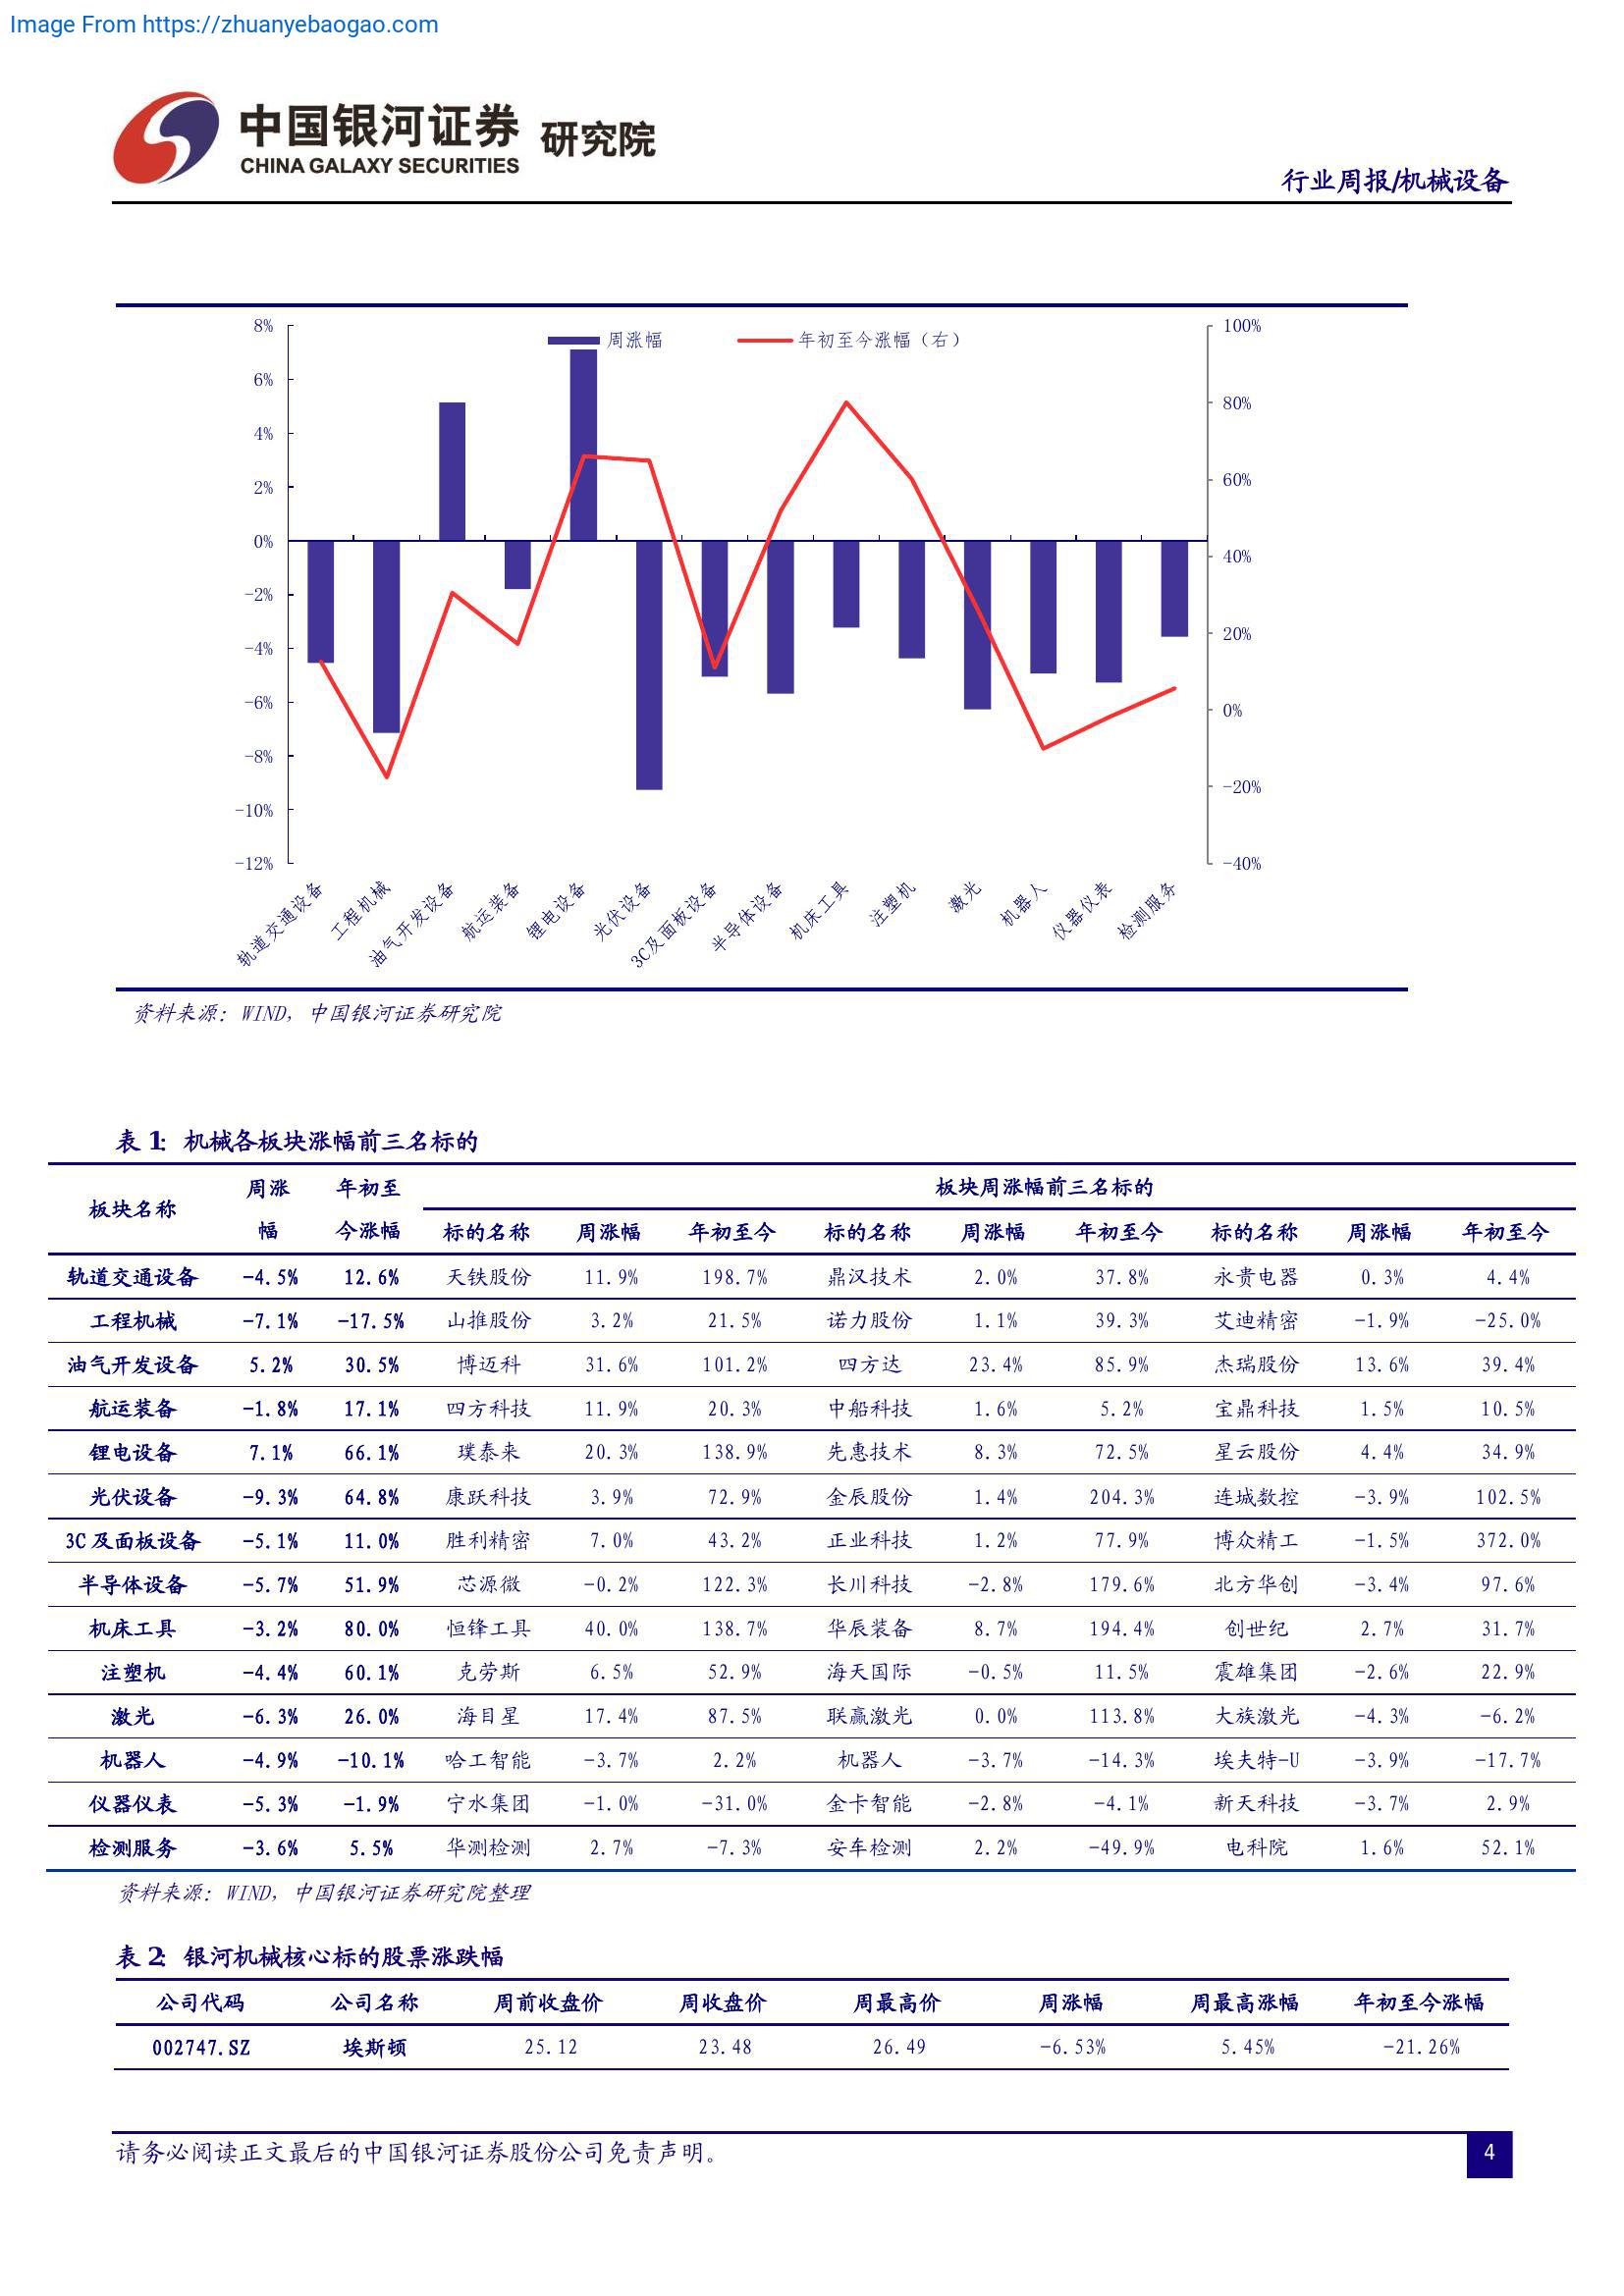 Image From https://zhuanyebaogao.com
中国银河证券 研究院
CHINA GALAXY SECURITIES
行业周报/机械设备
周涨幅 年初至今涨幅（右）
8% 100%
6% 80%
4% 60%
2% 40%
0% 20%
-2% 0%
-4% -20%
-6% -40%
-8%
-10%
-12%
轨道交通设备 工程机械 油气开发设备 航运装备 锂电设备 光伏设备 3C及面板设备 半导体设备 机床工具 注塑机 激光 机器人 仪器仪表 检测服务
资料来源：WIND，中国银河证券研究院
表 1：机械各板块涨幅前三名标的
板块名称 周涨幅 年初至今涨幅 板块周涨幅前三名标的
标的名称 周涨幅 年初至今 标的名称 周涨幅 年初至今 标的名称 周涨幅 年初至今
轨道交通设备 -4.5% 12.6% 天铁股份 11.9% 198.7% 鼎汉技术 2.0% 37.8% 永贵电器 0.3% 4.4%
工程机械 -7.1% -17.5% 山推股份 3.2% 21.5% 诺力股份 1.1% 39.3% 艾迪精密 -1.9% -25.0%
油气开发设备 5.2% 30.5% 博迈科 31.6% 101.2% 四方达 23.4% 85.9% 杰瑞股份 13.6% 39.4%
航运装备 -1.8% 17.1% 四方科技 11.9% 20.3% 中船科技 1.6% 5.2% 宝鼎科技 1.5% 10.5%
锂电设备 7.1% 66.1% 璞泰来 20.3% 138.9% 先惠技术 8.3% 72.5% 星云股份 4.4% 34.9%
光伏设备 -9.3% 64.8% 康跃科技 3.9% 72.9% 金辰股份 1.4% 204.3% 连城数控 -3.9% 102.5%
3C 及面板设备 -5.1% 11.0% 胜利精密 7.0% 43.2% 正业科技 1.2% 77.9% 博众精工 -1.5% 372.0%
半导体设备 -5.7% 51.9% 芯源微 -0.2% 122.3% 长川科技 -2.8% 179.6% 北方华创 -3.4% 97.6%
机床工具 -3.2% 80.0% 恒锋工具 40.0% 138.7% 华辰装备 8.7% 194.4% 创世纪 2.7% 31.7%
注塑机 -4.4% 60.1% 克劳斯 6.5% 52.9% 海天国际 -0.5% 11.5% 震雄集团 -2.6% 22.9%
激光 -6.3% 26.0% 海目星 17.4% 87.5% 联赢激光 0.0% 113.8% 大族激光 -4.3% -6.2%
机器人 -4.9% -10.1% 哈工智能 -3.7% 2.2% 机器人 -3.7% -14.3% 埃夫特-U -3.9% -17.7%
仪器仪表 -5.3% -1.9% 宁水集团 -1.0% -31.0% 金卡智能 -2.8% -4.1% 新天科技 -3.7% 2.9%
检测服务 -3.6% 5.5% 华测检测 2.7% -7.3% 安车检测 2.2% -49.9% 电科院 1.6% 52.1%
资料来源：WIND，中国银河证券研究院整理
表 2：银河机械核心标的股票涨跌幅
公司代码 公司名称 周前收盘价 周收盘价 周最高价 周涨幅 周最高涨幅 年初至今涨幅
002747.SZ 埃斯顿 25.12 23.48 26.49 -6.53% 5.45% -21.26%
请务必阅读正文最后的中国银河证券股份公司免责声明。
4